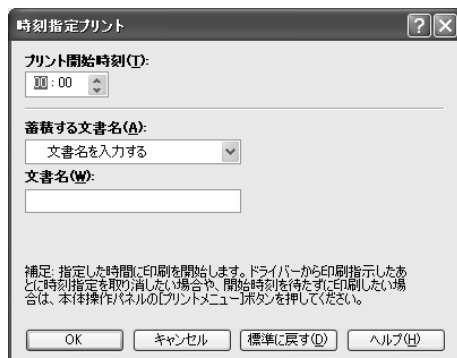 時刻指定プリント
プリント開始時刻(T):
00:00
蓄積する文書名(A):
文書名を入力する
文書名(W):
補足: 指定した時間に印刷を開始します。ドライバーから印刷指示したあ
とに時刻指定を取り消したい場合や、開始時刻を待たずに印刷したい場
合は、本体操作パネルの[プリントメニュー]ボタンを押してください。
OK キャンセル 標準に戻す(D) ヘルプ(H)